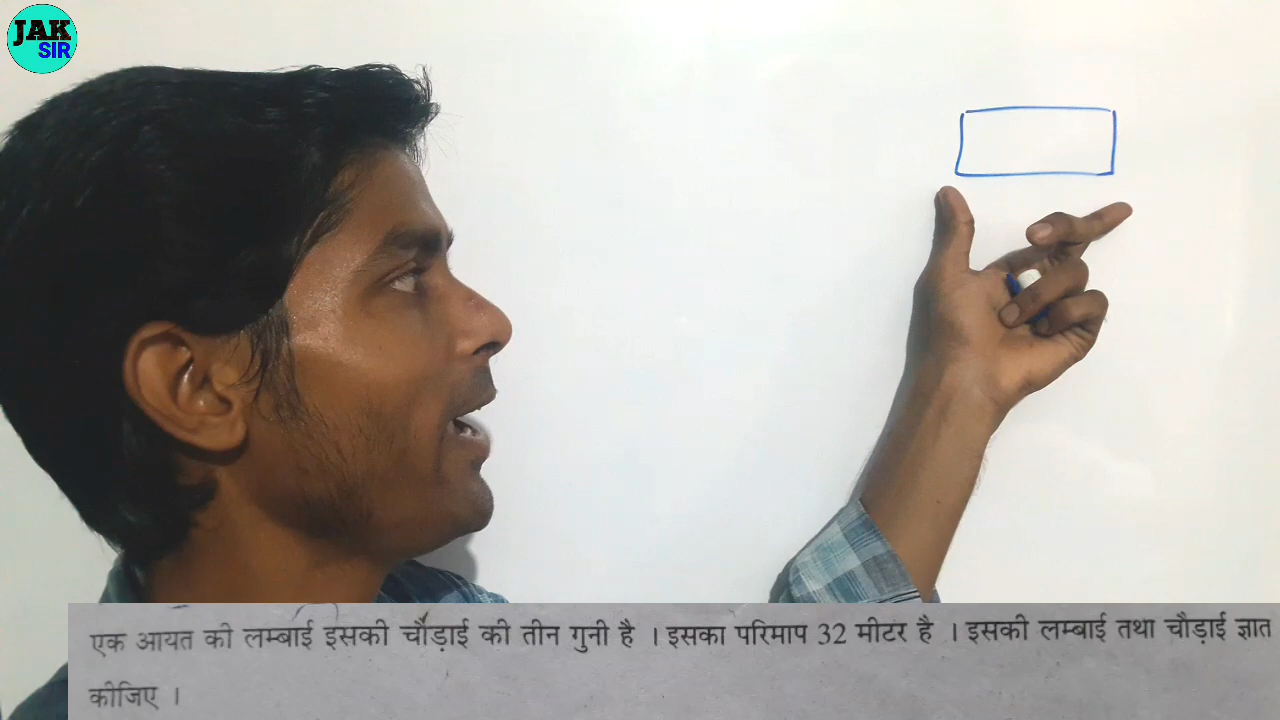 JAK
SIR
एक आयत की लम्बाई इसकी चौड़ाई की तीन गुनी है । इसका परिमाप 32 मीटर है । इसकी लम्बाई तथा चौड़ाई ज्ञात
कीजिए ।